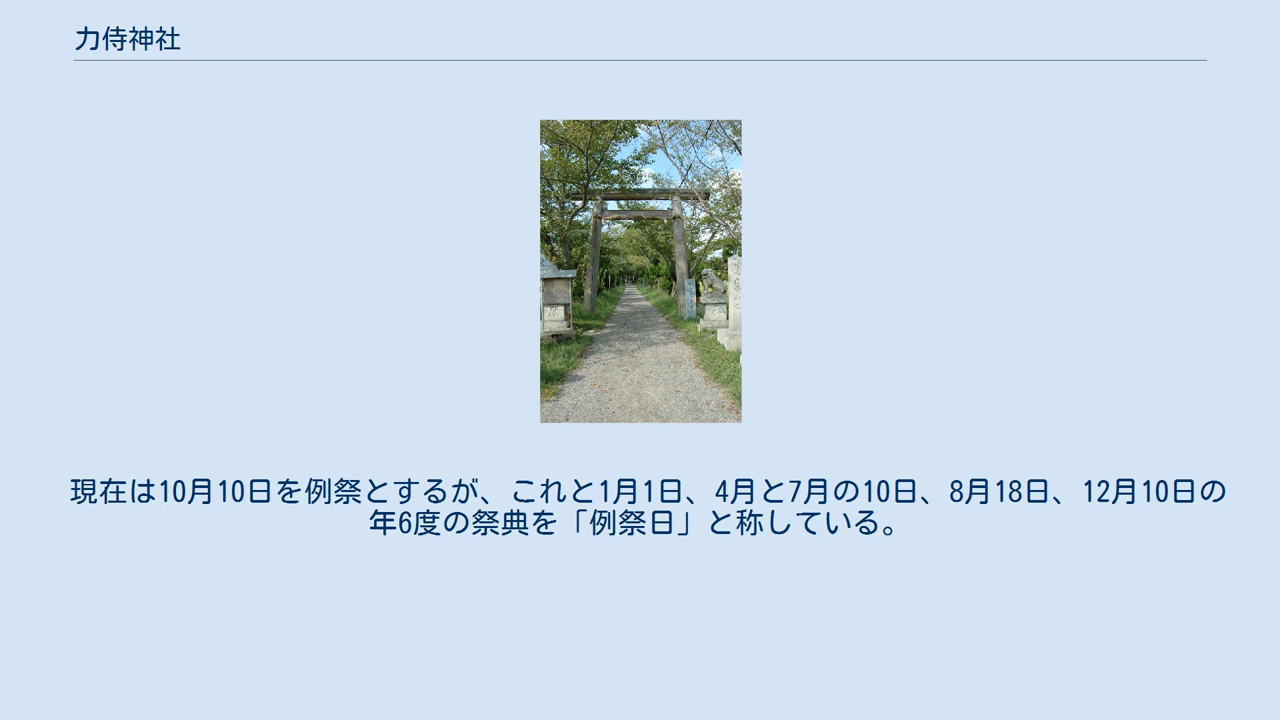 力侍神社
現在は10月10日を例祭とするが、これと1月1日、4月と7月の10日、8月18日、12月10日の
年6度の祭典を「例祭日」と称している。